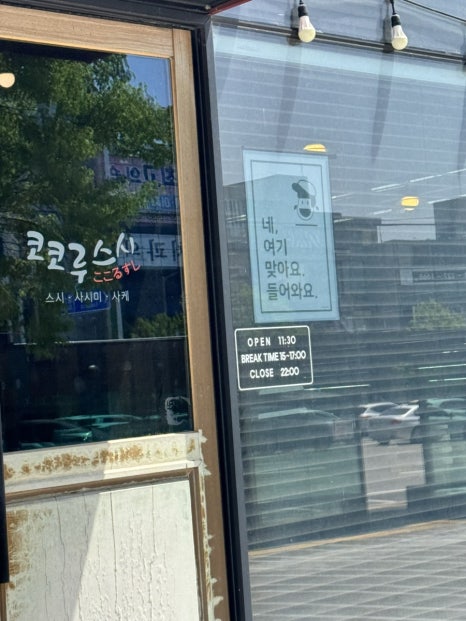 코코루스시
こころすし
스시 · 사시미 · 사케
네,
여기
맞아요.
들어와요.
OPEN 11:30
BREAK TIME 15-17:00
CLOSE 22:00